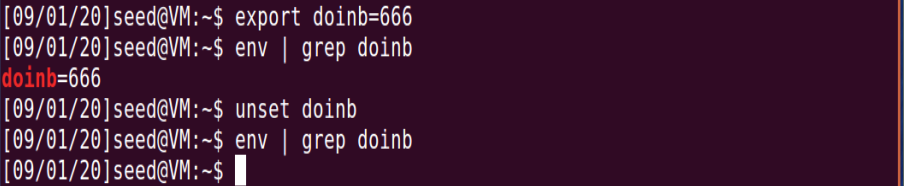 [09/01/20]seed@VM:~$ export doinb=666
[09/01/20]seed@VM:~$ env | grep doinb
doinb=666
[09/01/20]seed@VM:~$ unset doinb
[09/01/20]seed@VM:~$ env | grep doinb
[09/01/20]seed@VM:~$